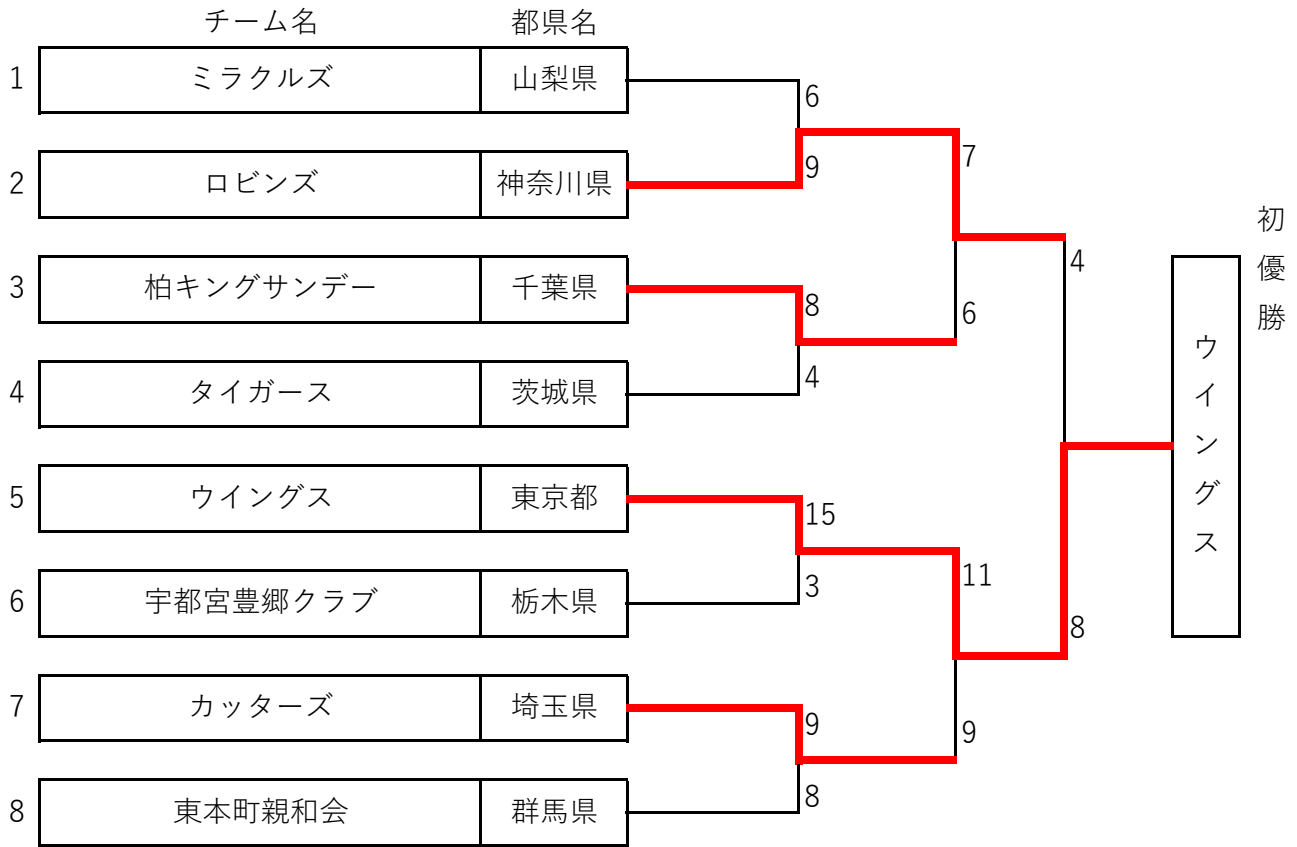 チーム名 都県名
1 ミラクルズ 山梨県
6
2 ロビンズ 神奈川県
9
7
3 柏キングサンデー 千葉県
8
6
4 タイガース 茨城県
4
4
5 ウイングス 東京都
15
11
6 宇都宮豊郷クラブ 栃木県
3
8
7 カッターズ 埼玉県
9
9
8 東本町親和会 群馬県
8
ウイングス
初優勝